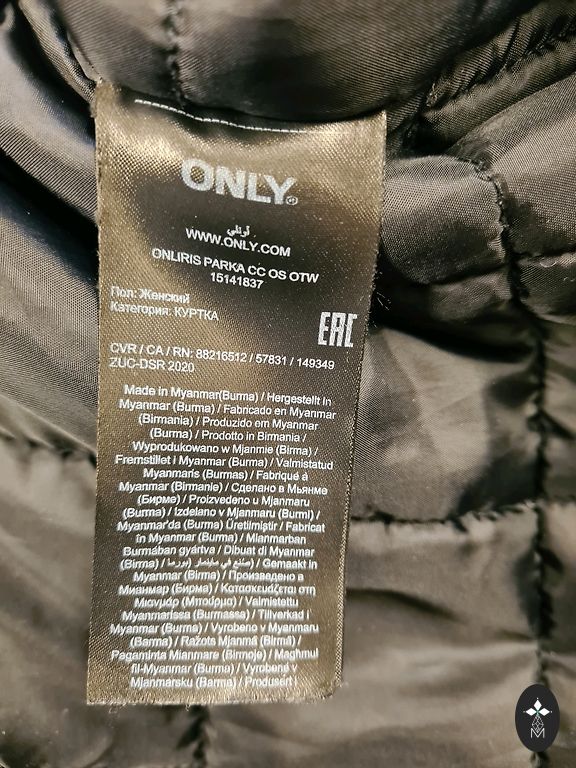 ONLY®
أونلي
WWW.ONLY.COM
ONLIRIS PARKA CC OS OTW
15141837
Пол: Женский
Категория: КУРТКА
EAC
CVR / CA / RN: 88216512 / 57831 / 149349
ZUC-DSR 2020
Made in Myanmar(Burma) / Hergestellt in
Myanmar (Burma) / Fabricado en Myanmar
(Birmania) / Produzido em Myanmar
(Burma) / Prodotto in Birmania /
Wyprodukowano w Mjanmie (Birma) /
Fremstillet i Myanmar (Burma) / Valmistatud
Myanmaris (Burmas) / Fabriqué à
Myanmar (Birmanie) / Сделано в Мьянме
(Бирме) / Proizvedeno u Mjanmaru
(Burma) / Izdelano v Mjanmaru (Burmi) /
Myanmar'da (Burma) Üretilmiştir / Fabricat
în Myanmar (Burma) / Mianmarban
Burmában gyártva / Dibuat di Myanmar
(Birma) / صنع في ماينمار (بورما) / Gemaakt in
Myanmar (Birma) / Произведено в
Мианмар (Бирма) / Κατασκευάζεται στη
Μιανμάρ (Μπούρμα) / Valmistettu
Myanmarissa (Burmassa) / Tillverkad i
Myanmar (Burma) / Vyrobeno v Myanmaru
(Barma) / Ražots Mjanmā (Birmā) /
Pagaminta Mianmare (Birmoje) / Magħmul
fil-Myanmar (Burma) / Vyrobené v
Mjanmarsku (Barma) / Produsert i
M